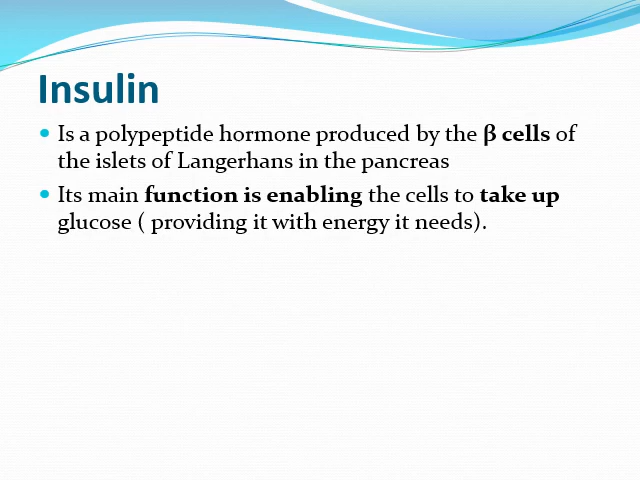 Insulin
• Is a polypeptide hormone produced by the β cells of
the islets of Langerhans in the pancreas
• Its main function is enabling the cells to take up
glucose ( providing it with energy it needs).